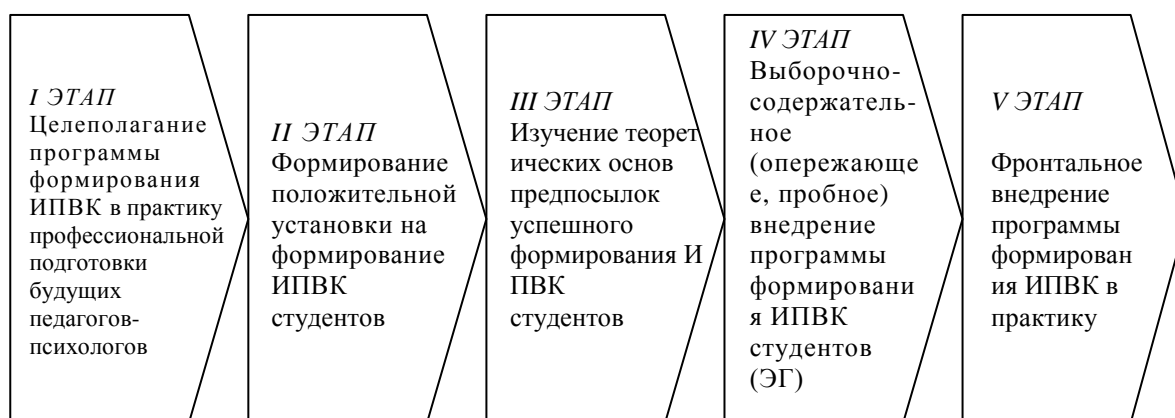 I ЭТАП
Целеполагание
программы
формирования
ИПВК в практику
профессиональной
подготовки
будущих
педагогов-
психологов
II ЭТАП
Формирование
положительной
установки на
формирование
ИПВК
студентов
III ЭТАП
Изучение теорет
ических основ
предпосылок
успешного
формирования И
ПВК
студентов
IV ЭТАП
Выборочно-
содержатель-
ное
(опережающе
е, пробное)
внедрение
программы
формировани
я ИПВК
студентов
(ЭГ)
V ЭТАП
Фронтальное
внедрение
программы
формирован
ия ИПВК в
практику